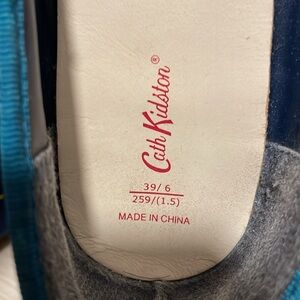 Cath Kidston®
39/ 6
259/(1.5)
MADE IN CHINA